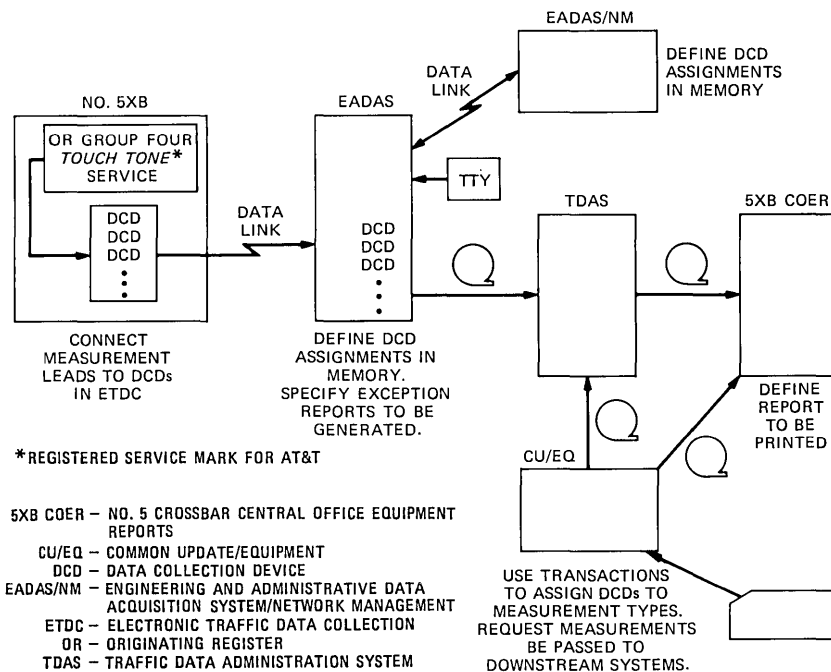 EADAS/NM
DEFINE DCD
ASSIGNMENTS
IN MEMORY
DATA
LINK
NO. 5XB
EADAS
OR GROUP FOUR
TOUCH TONE*
SERVICE
TTY
DCD
DCD
DCD
DATA
LINK
DCD
DCD
DCD
TDAS
5XB COER
CONNECT
MEASUREMENT
LEADS TO DCDs
IN ETDC
DEFINE DCD
ASSIGNMENTS IN
MEMORY.
SPECIFY EXCEPTION
REPORTS TO BE
GENERATED.
DEFINE
REPORT
TO BE
PRINTED
*REGISTERED SERVICE MARK FOR AT&T
CU/EQ
5XB COER – NO. 5 CROSSBAR CENTRAL OFFICE EQUIPMENT
REPORTS
CU/EQ – COMMON UPDATE/EQUIPMENT
DCD – DATA COLLECTION DEVICE
EADAS/NM – ENGINEERING AND ADMINISTRATIVE DATA
ACQUISITION SYSTEM/NETWORK MANAGEMENT
ETDC – ELECTRONIC TRAFFIC DATA COLLECTION
OR – ORIGINATING REGISTER
TDAS – TRAFFIC DATA ADMINISTRATION SYSTEM
USE TRANSACTIONS
TO ASSIGN DCDs TO
MEASUREMENT TYPES.
REQUEST MEASUREMENTS
BE PASSED TO
DOWNSTREAM SYSTEMS.